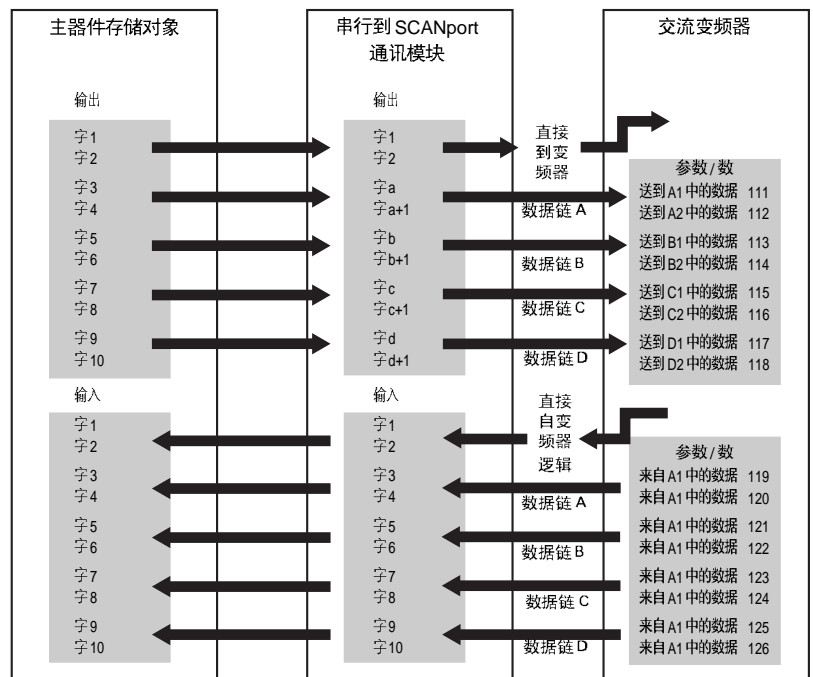 主器件存储对象
串行到 SCANport
通讯模块
交流变频器
输出
字1
字2
字3
字4
字5
字6
字7
字8
字9
字10
输出
字1
字2
字a
字a+1
字b
字b+1
字c
字c+1
字d
字d+1
直接
到变
频器
数据链 A
数据链 B
数据链 C
数据链 D
参数/数
送到A1中的数据 111
送到A2中的数据 112
送到B1中的数据 113
送到B2中的数据 114
送到C1中的数据 115
送到C2中的数据 116
送到D1中的数据 117
送到D2中的数据 118
输入
字1
字2
字3
字4
字5
字6
字7
字8
字9
字10
输入
字1
字2
字3
字4
字5
字6
字7
字8
字9
字10
直接
自变
频器
逻辑
数据链 A
数据链 B
数据链 C
数据链 D
参数/数
来自A1中的数据 119
来自A1中的数据 120
来自A1中的数据 121
来自A1中的数据 122
来自A1中的数据 123
来自A1中的数据 124
来自A1中的数据 125
来自A1中的数据 126